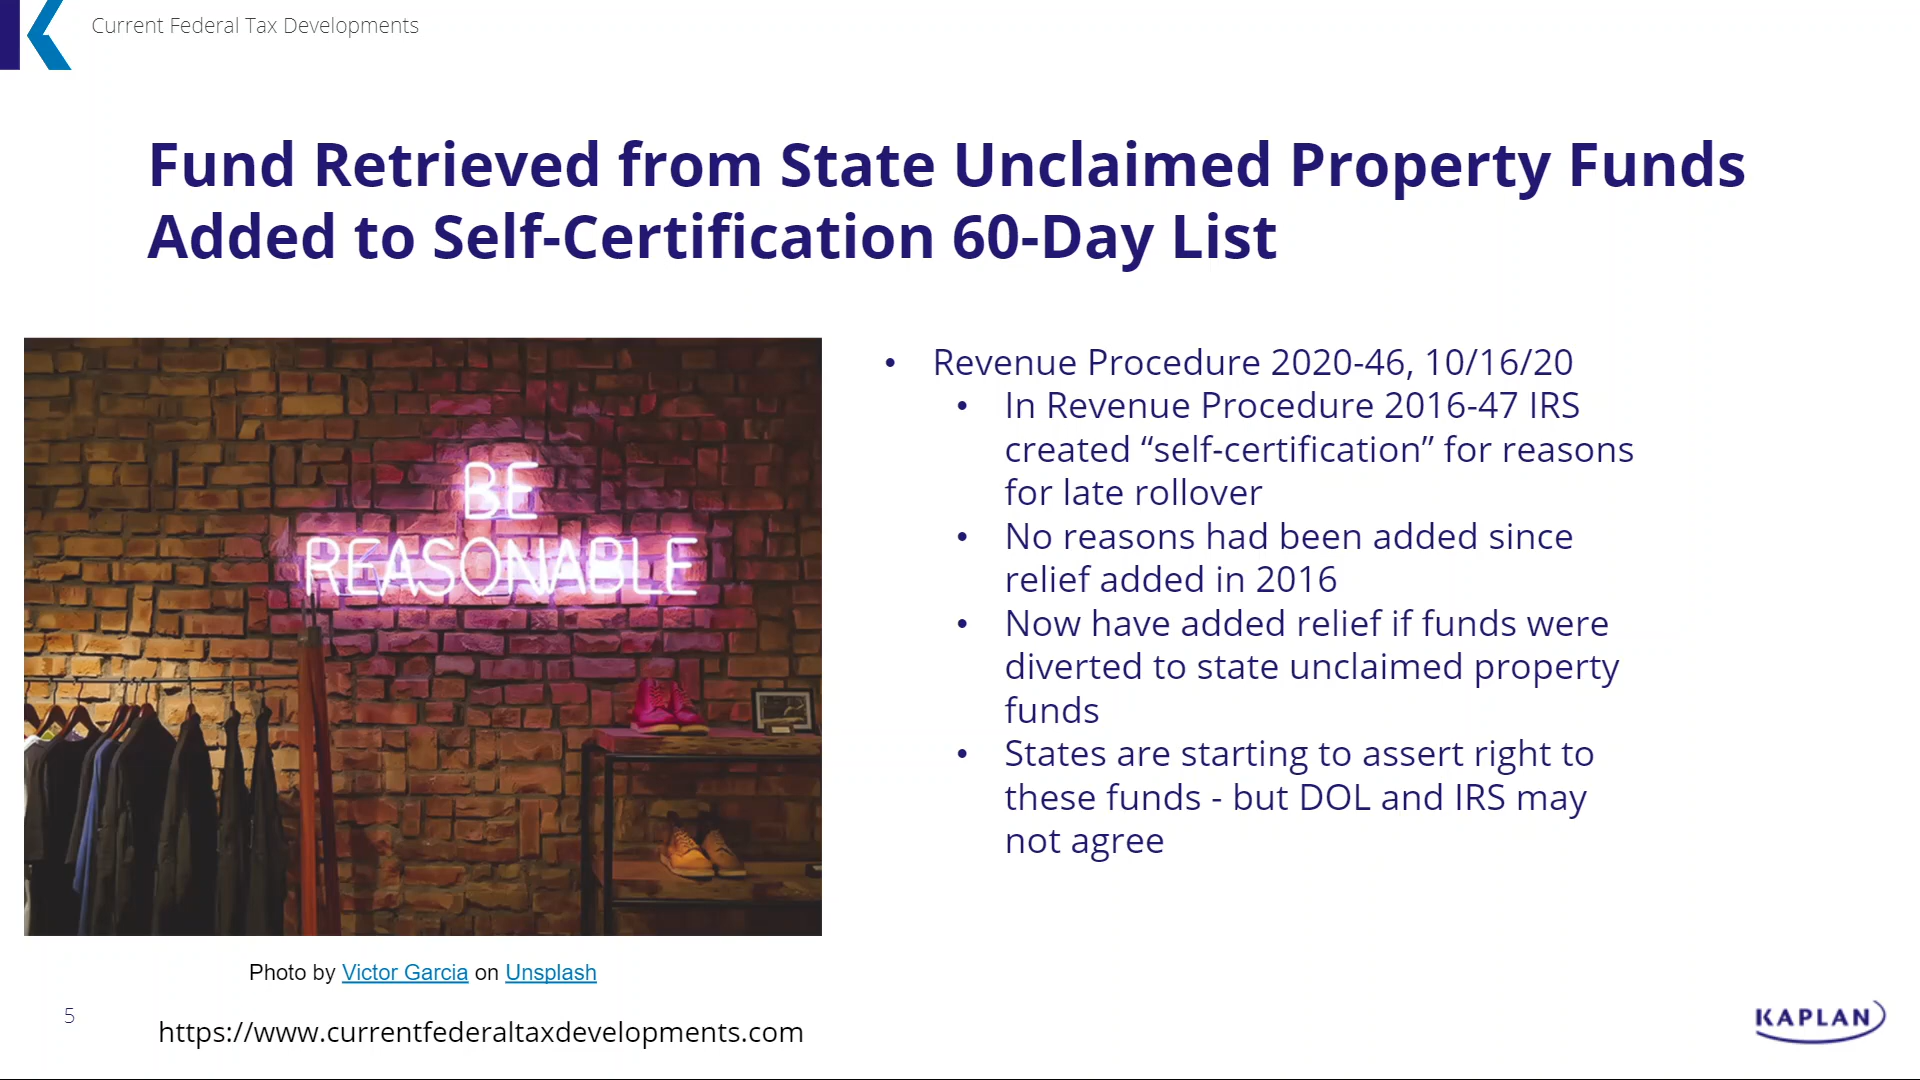 Current Federal Tax Developments
Fund Retrieved from State Unclaimed Property Funds
Added to Self-Certification 60-Day List
BE
REASONABLE
• Revenue Procedure 2020-46, 10/16/20
• In Revenue Procedure 2016-47 IRS
created “self-certification” for reasons
for late rollover
• No reasons had been added since
relief added in 2016
• Now have added relief if funds were
diverted to state unclaimed property
funds
• States are starting to assert right to
these funds - but DOL and IRS may
not agree
Photo by Victor Garcia on Unsplash
5
https://www.currentfederaltaxdevelopments.com
KAPLAN